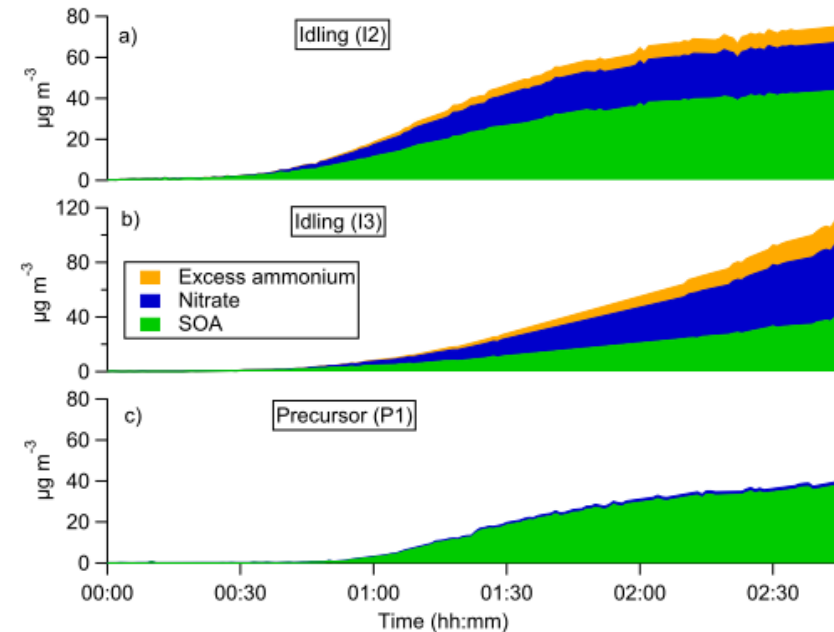 80
a)
Idling (I2)
60
40
20
0
µg m-3
120
b)
Idling (I3)
80
Excess ammonium
Nitrate
40
SOA
0
µg m-3
80
c)
Precursor (P1)
60
40
20
0
µg m-3
00:00 00:30 01:00 01:30 02:00 02:30
Time (hh:mm)